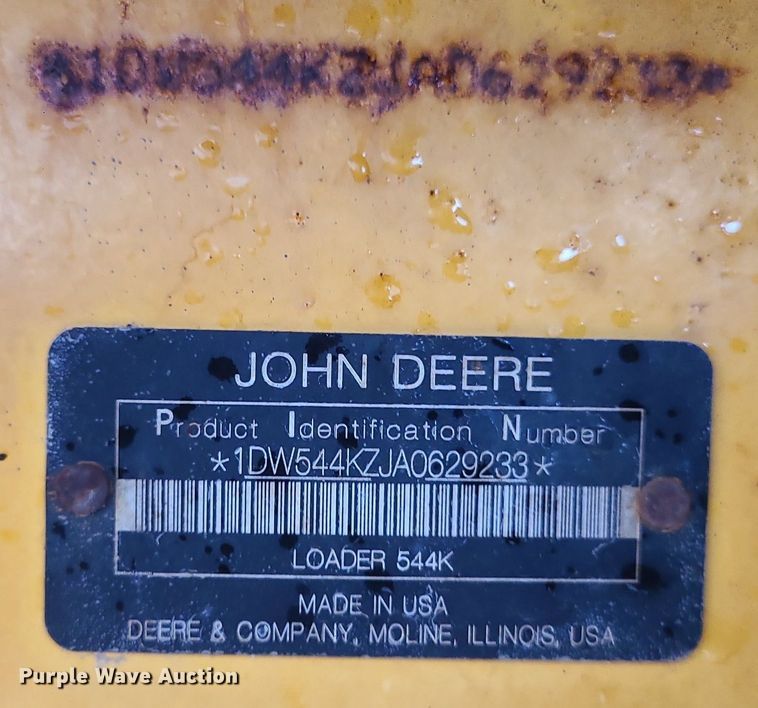 *1DW544KZJA0629233*
JOHN DEERE
Product Identification Number
*1DW544KZJA0629233*
LOADER 544K
MADE IN USA
DEERE & COMPANY, MOLINE, ILLINOIS, USA
Purple Wave Auction